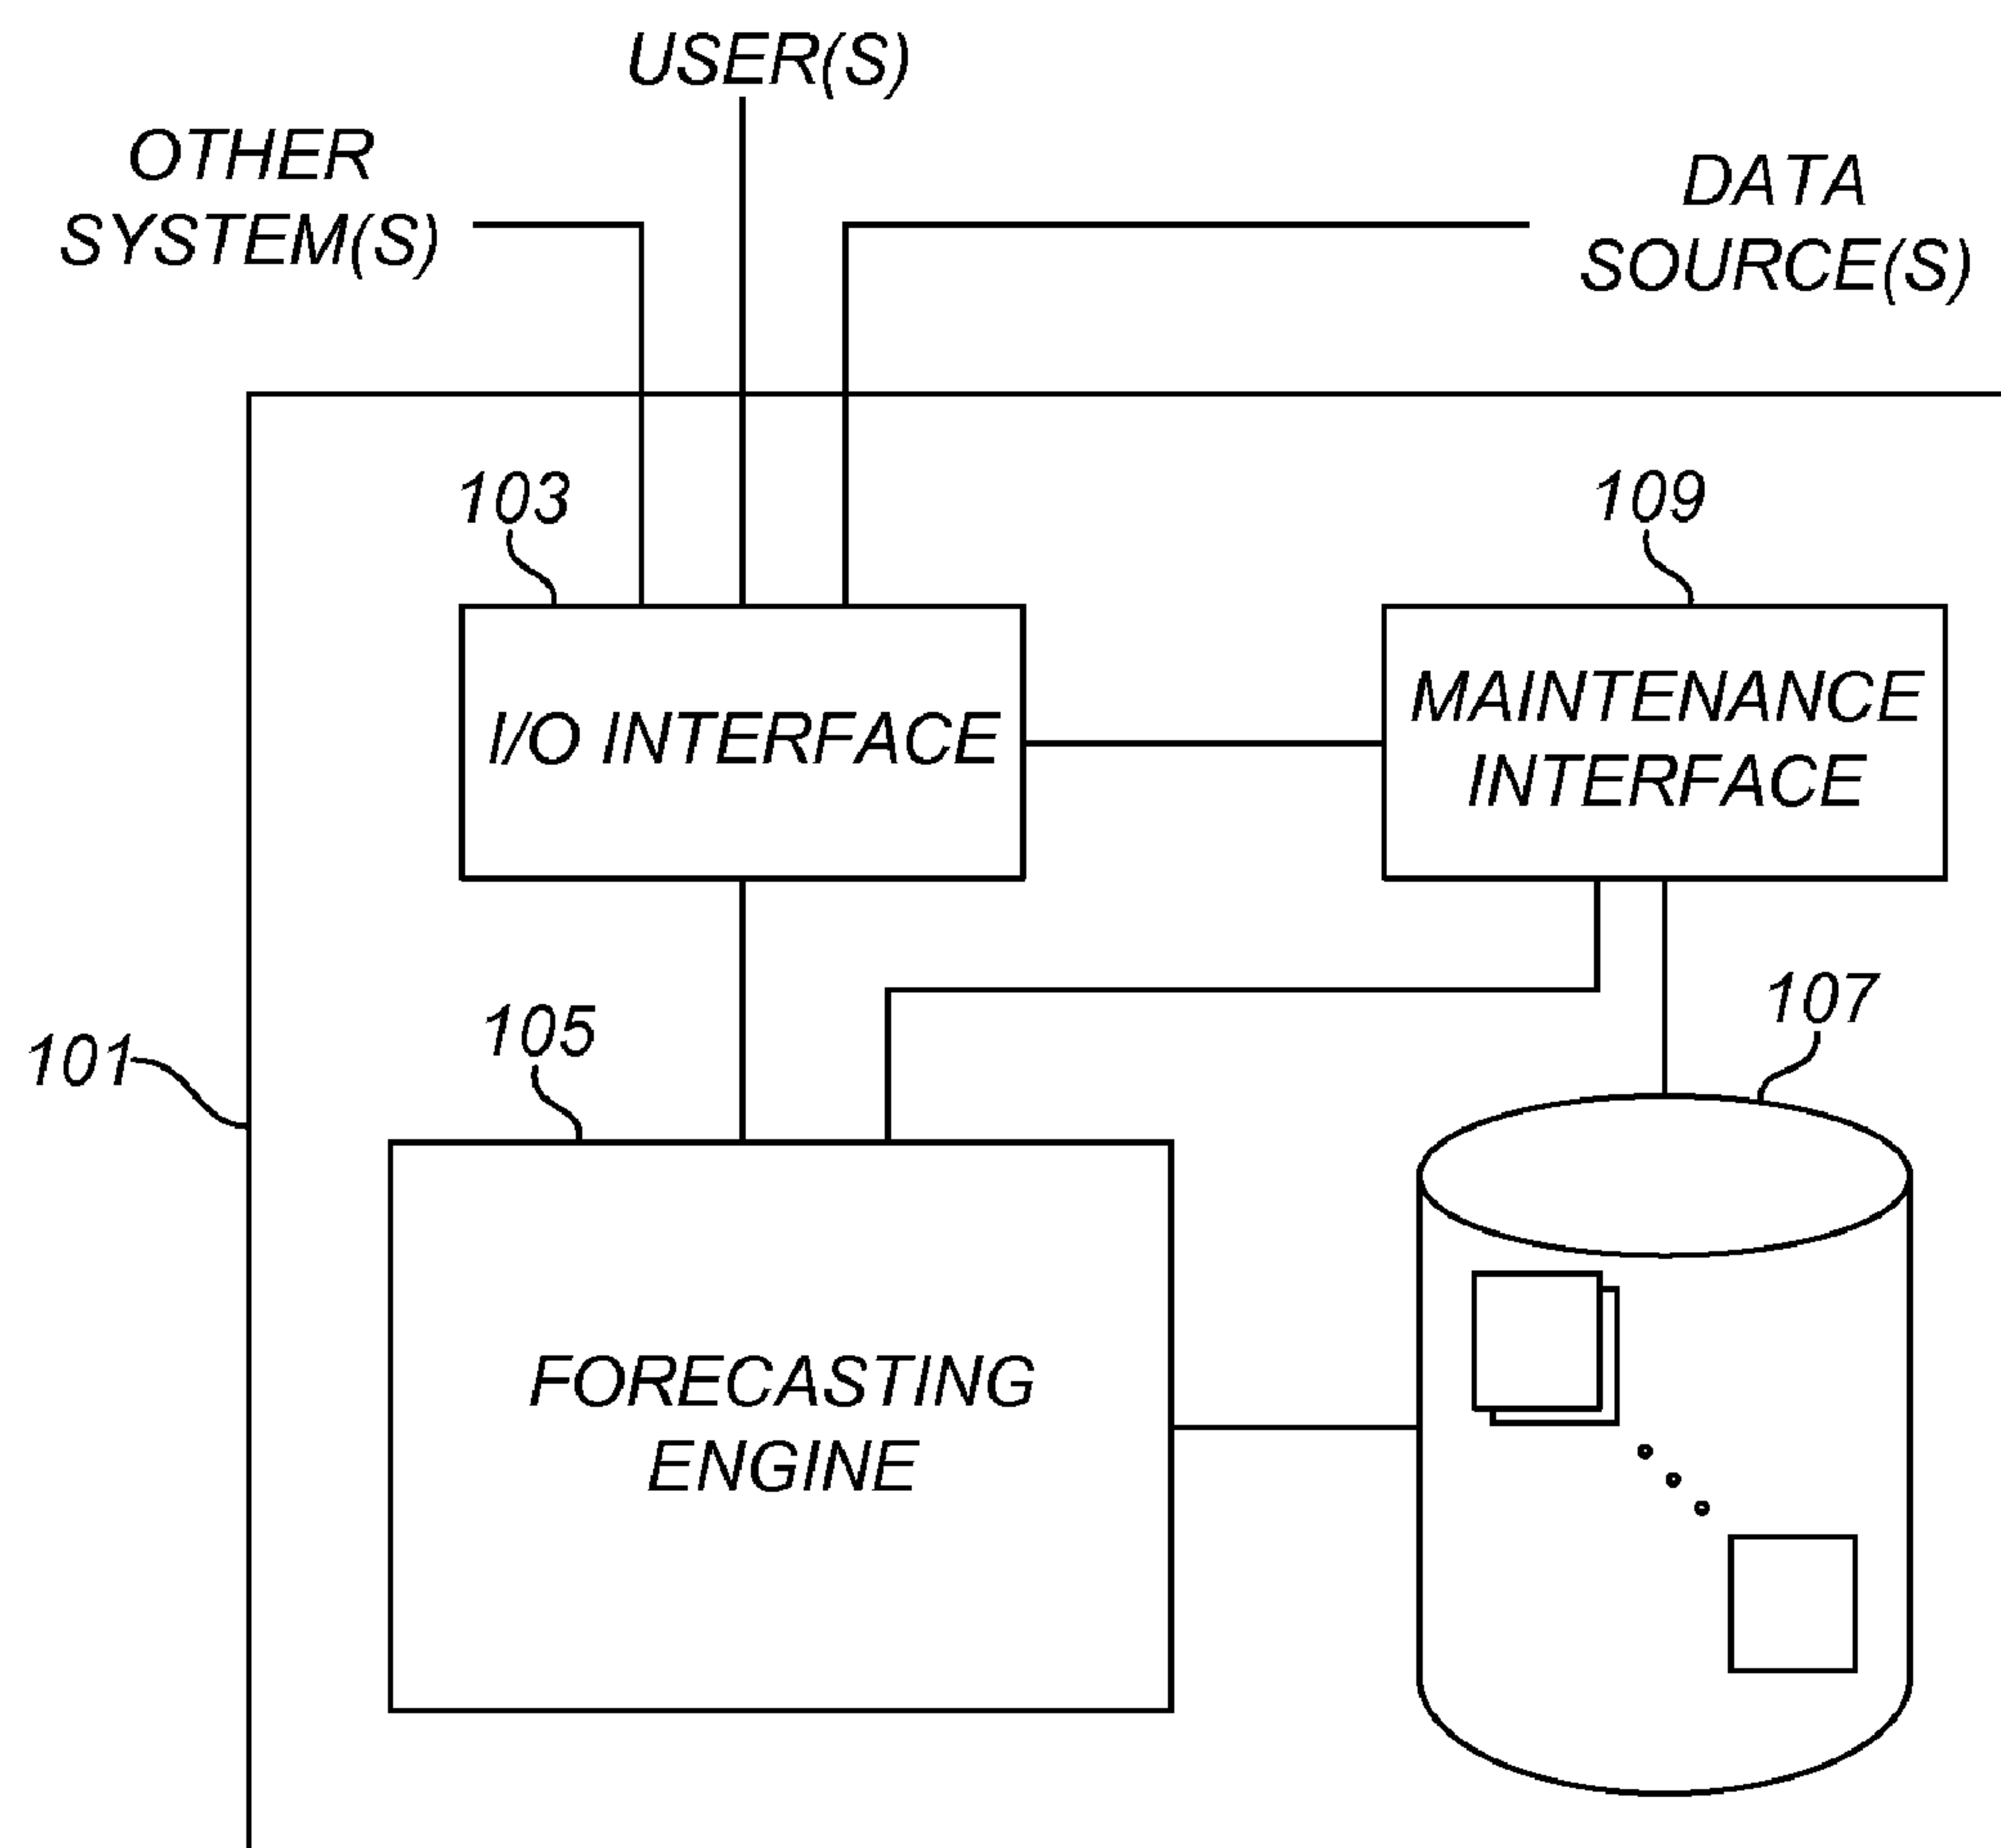 USER(S)
OTHER
SYSTEM(S)
DATA
SOURCE(S)
103
109
I/O INTERFACE
MAINTENANCE
INTERFACE
107
105
101
FORECASTING
ENGINE